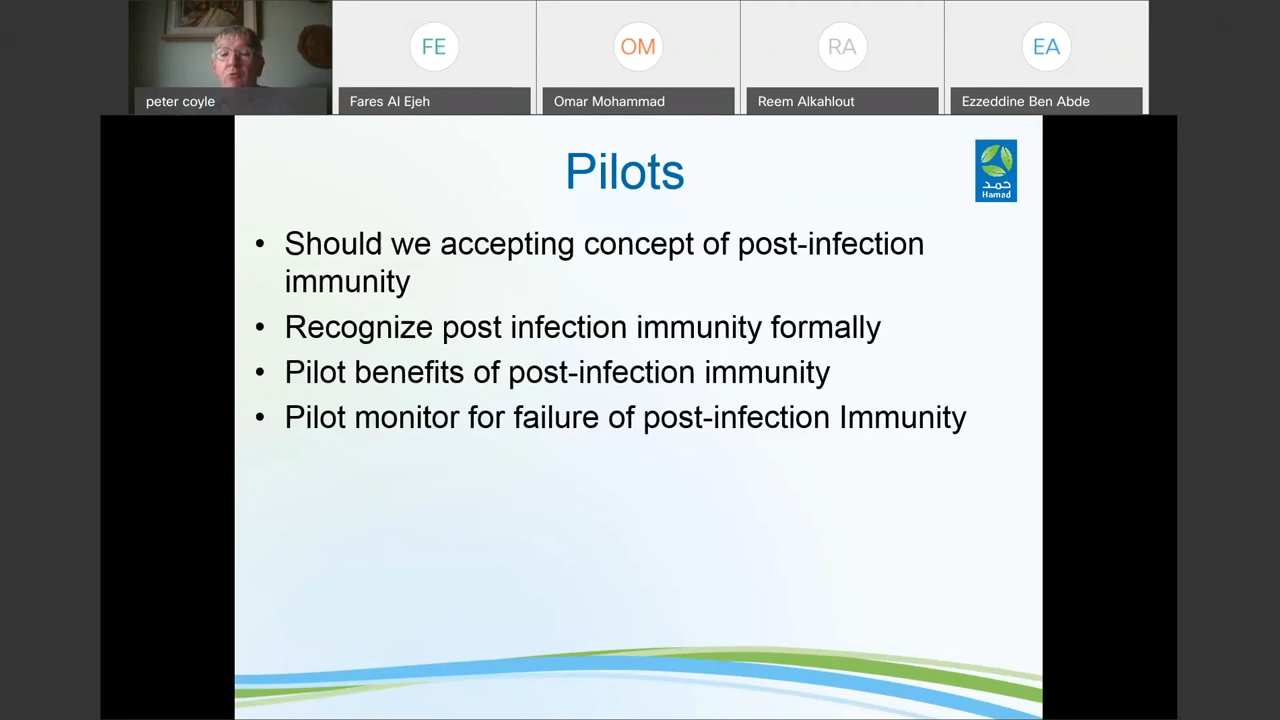 FE
OM
RA
EA
peter coyle
Fares Al Ejeh
Omar Mohammad
Reem Alkahlout
Ezzeddine Ben Abde
Pilots
حمد
Hamad
• Should we accepting concept of post-infection
immunity
• Recognize post infection immunity formally
• Pilot benefits of post-infection immunity
• Pilot monitor for failure of post-infection Immunity